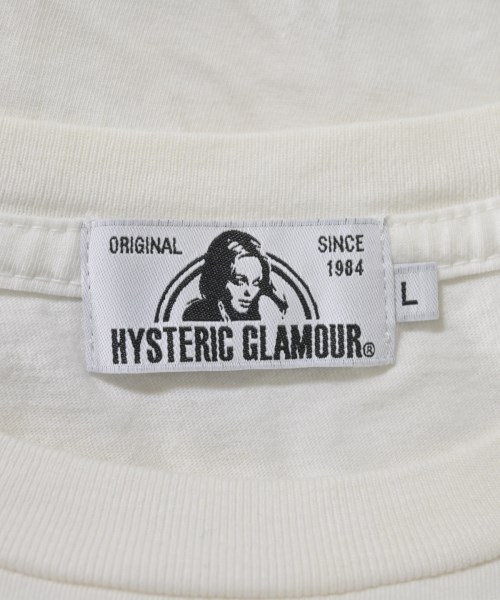 ORIGINAL SINCE
1984
HYSTERIC GLAMOUR®
L